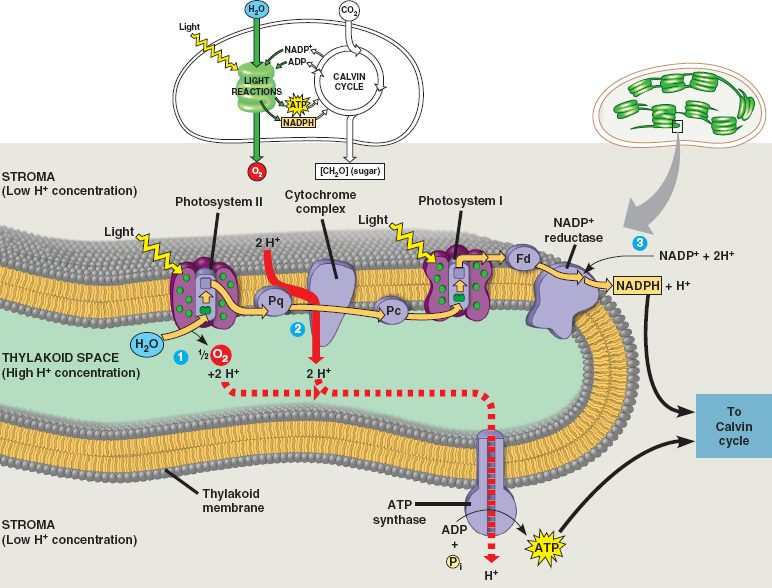 H₂O
CO₂
Light
NADP⁺
ADP
LIGHT
REACTIONS
CALVIN
CYCLE
ATP
NADPH
O₂
[CH₂O] (sugar)
STROMA
(Low H⁺ concentration)
Photosystem II
Cytochrome
complex
Photosystem I
Light
2 H⁺
Light
NADP⁺
reductase
Fd
3
NADP⁺ + 2H⁺
NADPH + H⁺
Pq
Pc
2
H₂O
1
½ O₂
+2 H⁺
2 H⁺
THYLAKOID SPACE
(High H⁺ concentration)
To
Calvin
cycle
Thylakoid
membrane
ATP
synthase
STROMA
(Low H⁺ concentration)
ADP
+
Pi
ATP
H⁺